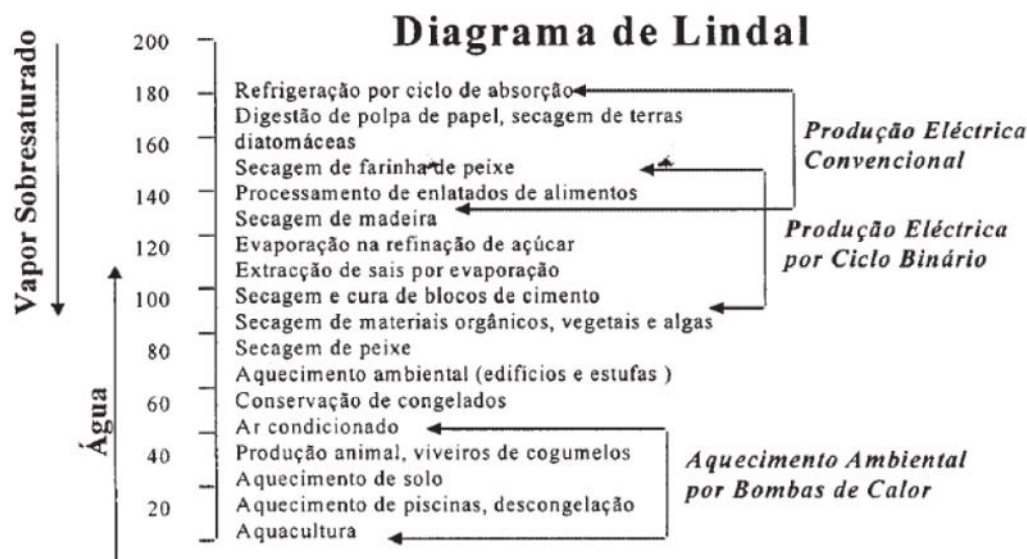 Diagrama de Lindal
Vapor Sobresaturado
Água
200
180
160
140
120
100
80
60
40
20
Refrigeração por ciclo de absorção
Digestão de polpa de papel, secagem de terras
diatomáceas
Secagem de farinha de peixe
Processamento de enlatados de alimentos
Secagem de madeira
Evaporação na refinação de açúcar
Extracção de sais por evaporação
Secagem e cura de blocos de cimento
Secagem de materiais orgânicos, vegetais e algas
Secagem de peixe
Aquecimento ambiental (edifícios e estufas )
Conservação de congelados
Ar condicionado
Produção animal, viveiros de cogumelos
Aquecimento de solo
Aquecimento de piscinas, descongelação
Aquacultura
Produção Eléctrica
Convencional
Produção Eléctrica
por Ciclo Binário
Aquecimento Ambiental
por Bombas de Calor